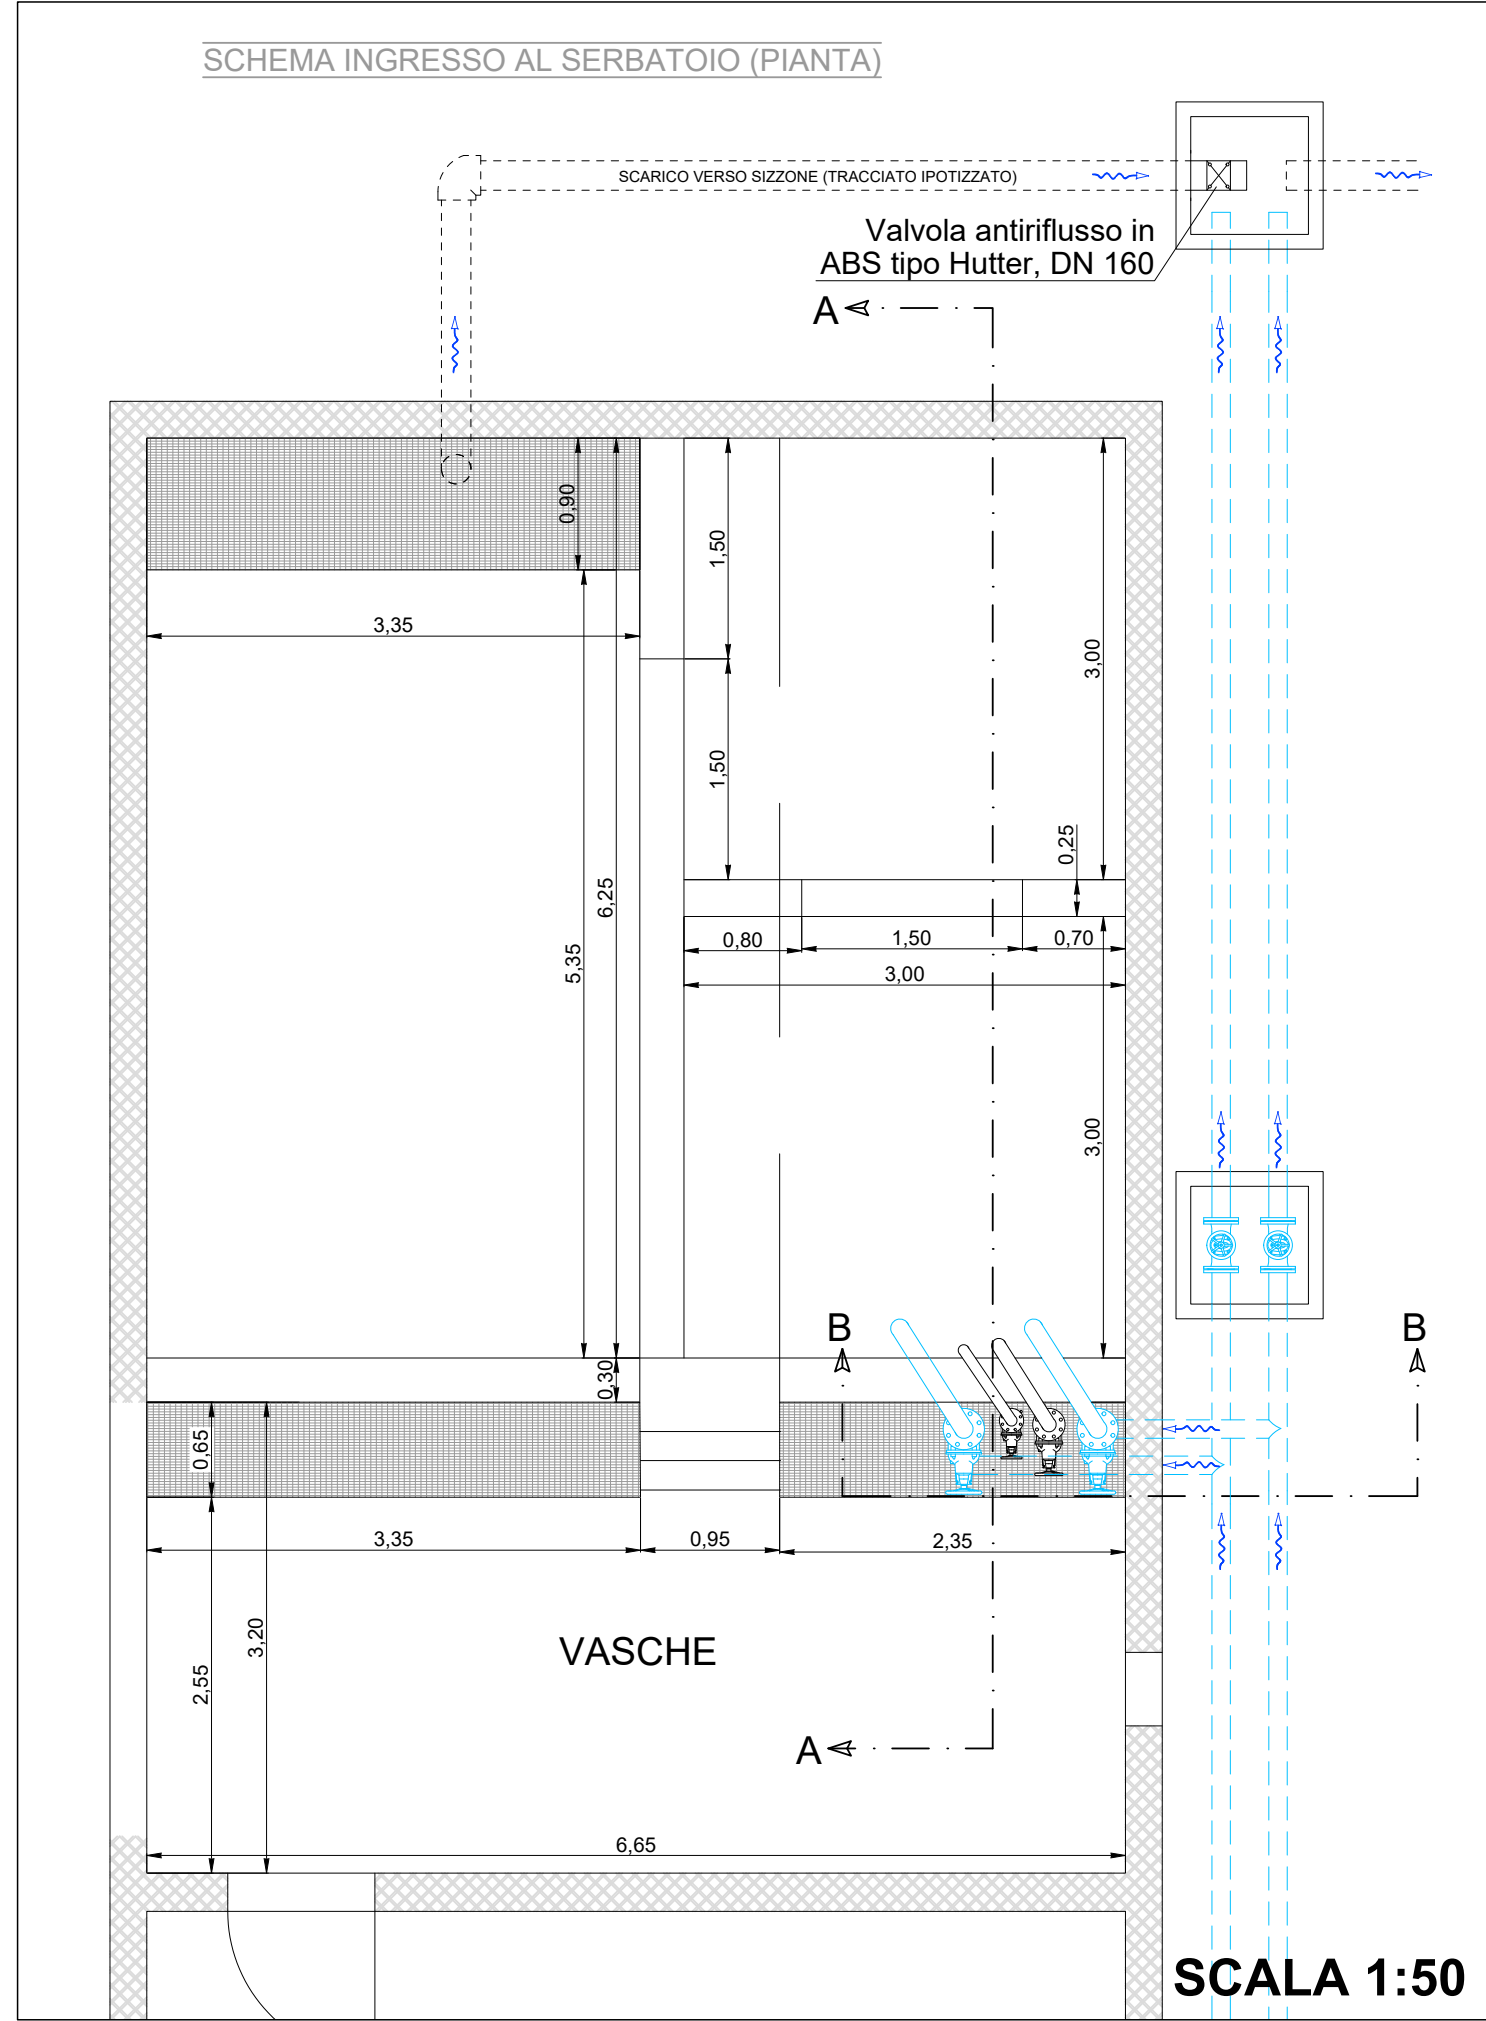 SCHEMA INGRESSO AL SERBATOIO (PIANTA)
SCARICO VERSO SIZZONE (TRACCIATO IPOTIZZATO)
Valvola antiriflusso in
ABS tipo Hutter, DN 160
A
0,90
1,50
3,35
3,00
1,50
0,25
6,25
0,80
1,50
0,70
5,35
3,00
3,00
B
B
0,30
0,65
3,35
0,95
2,35
3,20
VASCHE
2,55
A
6,65
SCALA 1:50